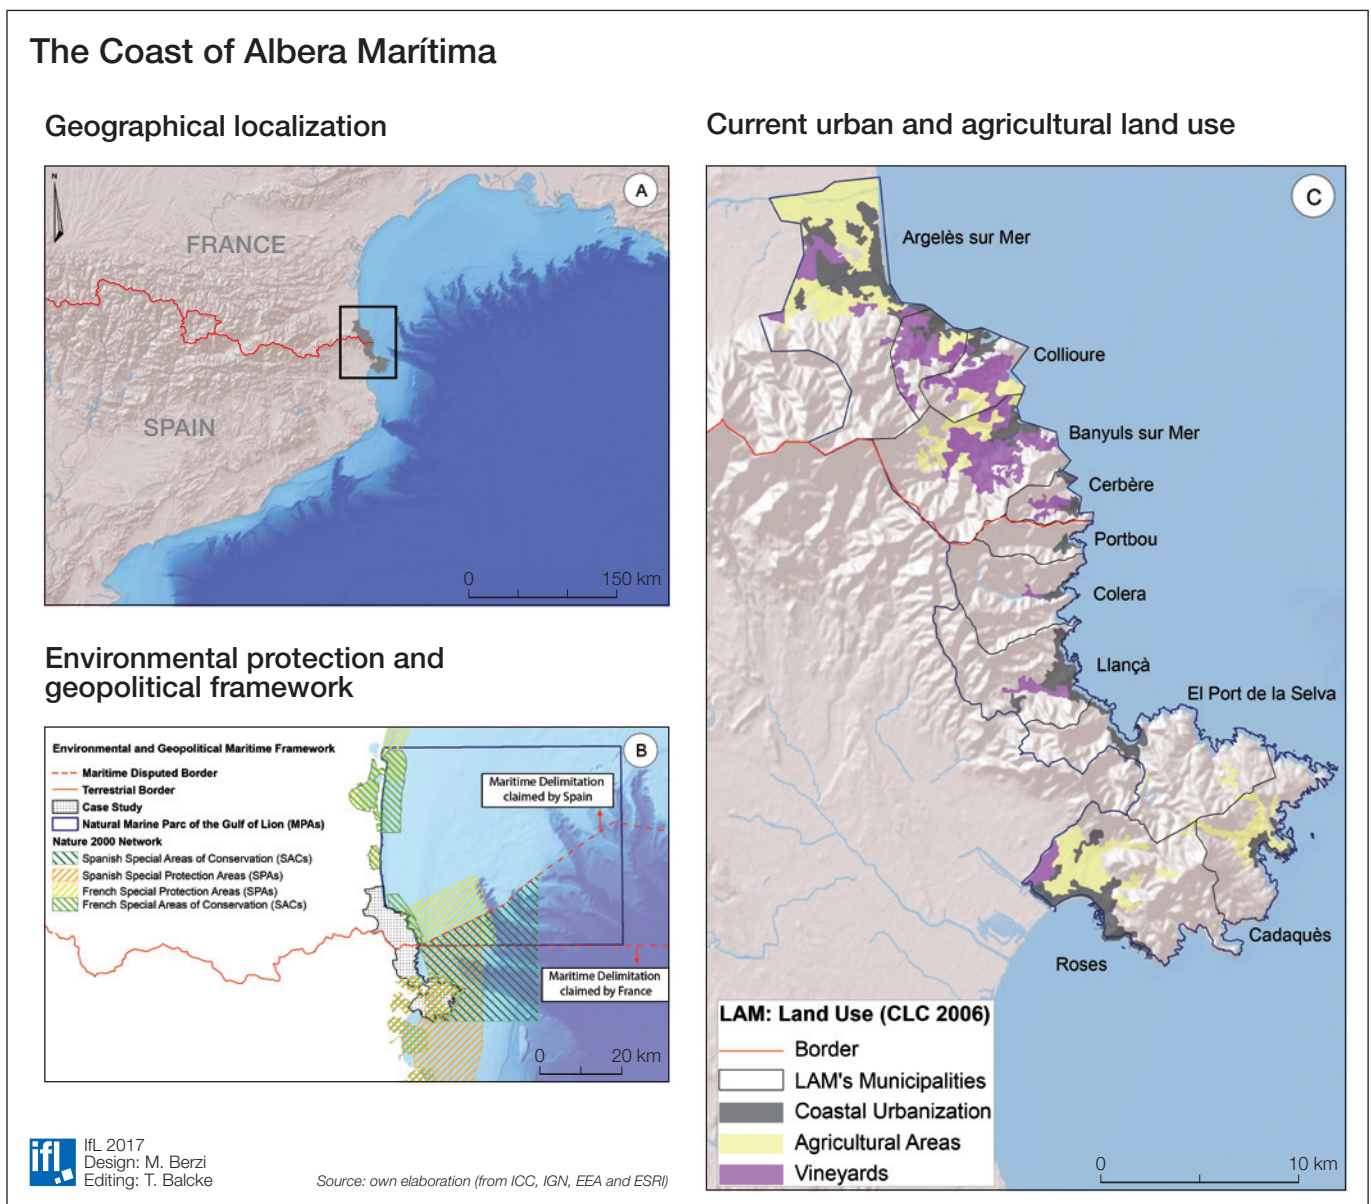 The Coast of Albera Marítima
Geographical localization
N
A
FRANCE
SPAIN
0 150 km
Environmental protection and
geopolitical framework
B
Environmental and Geopolitical Maritime Framework
Maritime Disputed Border
Terrestrial Border
Case Study
Natural Marine Parc of the Gulf of Lion (MPAs)
Nature 2000 Network
Spanish Special Areas of Conservation (SACs)
Spanish Special Protection Areas (SPAs)
French Special Protection Areas (SPAs)
French Special Areas of Conservation (SACs)
Maritime Delimitation
claimed by Spain
Maritime Delimitation
claimed by France
0 20 km
Current urban and agricultural land use
C
Argelès sur Mer
Collioure
Banyuls sur Mer
Cerbère
Portbou
Colera
Llançà
El Port de la Selva
Cadaquès
Roses
LAM: Land Use (CLC 2006)
Border
LAM's Municipalities
Coastal Urbanization
Agricultural Areas
Vineyards
0 10 km
ifl
IfL 2017
Design: M. Berzi
Editing: T. Balcke
Source: own elaboration (from ICC, IGN, EEA and ESRI)